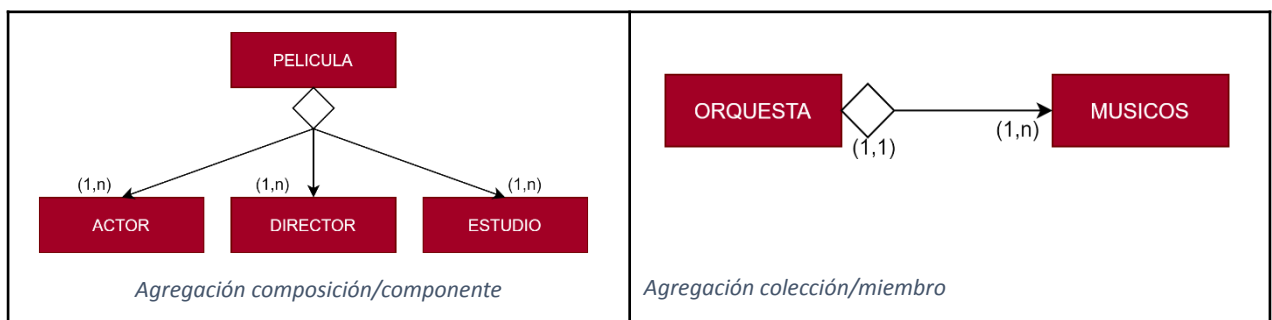 PELICULA
(1,n)
(1,n)
(1,n)
ACTOR
DIRECTOR
ESTUDIO
Agregación composición/componente
ORQUESTA
(1,1)
(1,n)
MUSICOS
Agregación colección/miembro